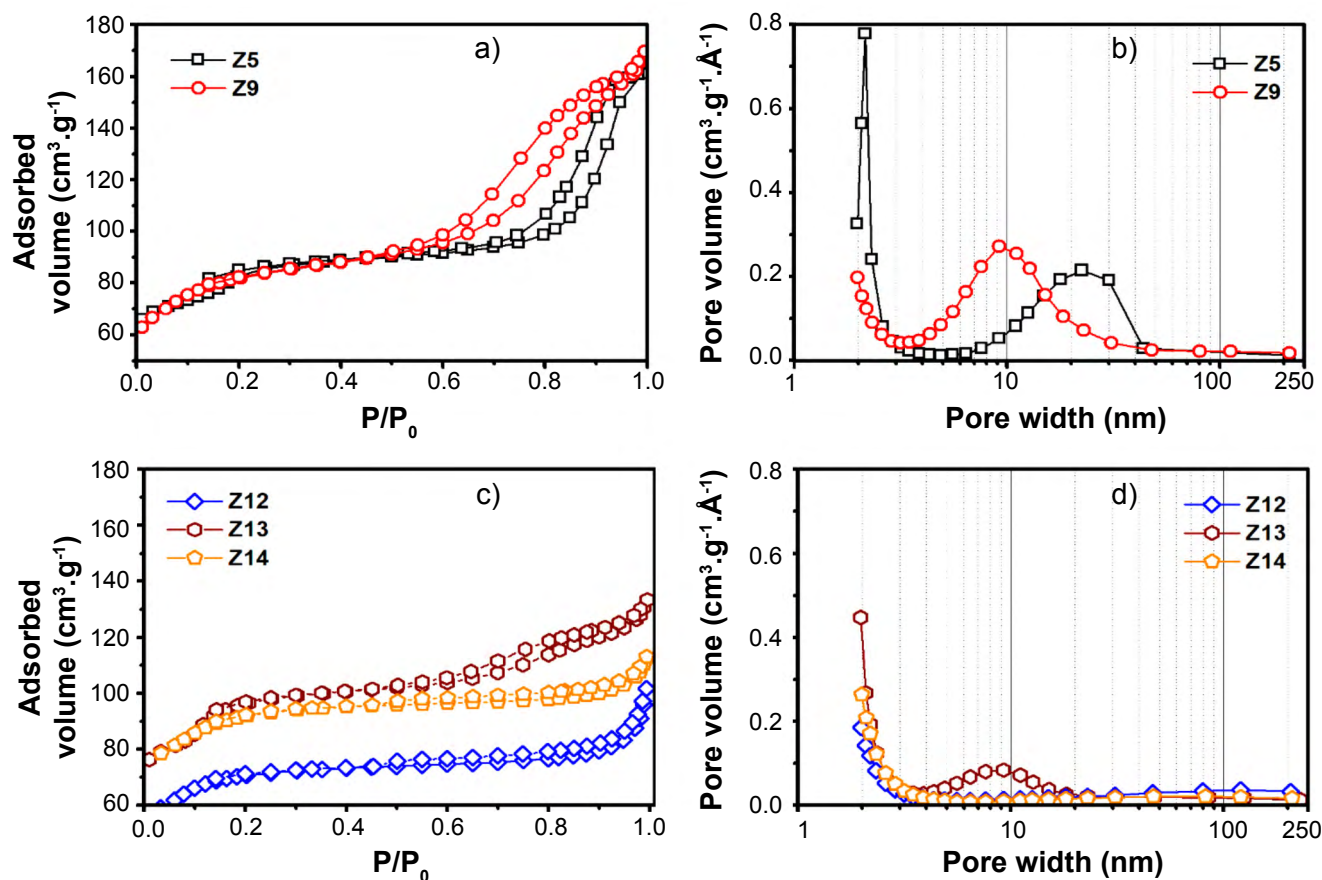 a)
Z5
Z9
Adsorbed
volume (cm³.g⁻¹)
180
160
140
120
100
80
60
0.0 0.2 0.4 0.6 0.8 1.0
P/P₀
b)
Z5
Z9
Pore volume (cm³.g⁻¹.Å⁻¹)
0.8
0.6
0.4
0.2
0.0
1 10 100 250
Pore width (nm)
c)
Z12
Z13
Z14
Adsorbed
volume (cm³.g⁻¹)
180
160
140
120
100
80
60
0.0 0.2 0.4 0.6 0.8 1.0
P/P₀
d)
Z12
Z13
Z14
Pore volume (cm³.g⁻¹.Å⁻¹)
0.8
0.6
0.4
0.2
0.0
1 10 100 250
Pore width (nm)